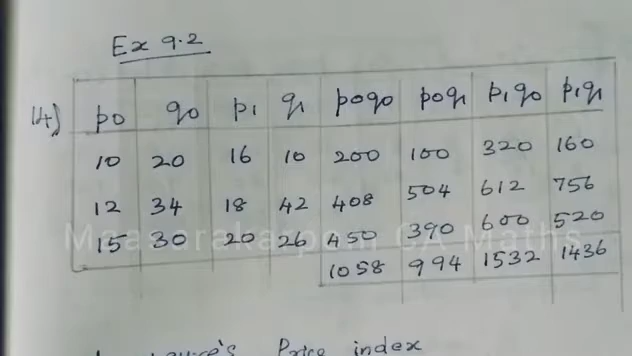 Ex 9.2
14) p0 q0 p1 q1 p0q0 p0q1 p1q0 p1q1
10 20 16 10 200 100 320 160
12 34 18 42 408 504 612 756
15 30 20 26 450 390 600 520
1058 994 1532 1436
Price index